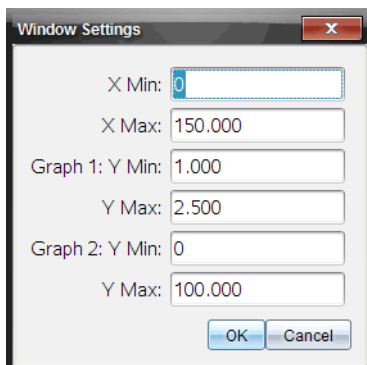 Window Settings
X Min: 0
X Max: 150.000
Graph 1: Y Min: 1.000
Y Max: 2.500
Graph 2: Y Min: 0
Y Max: 100.000
OK Cancel